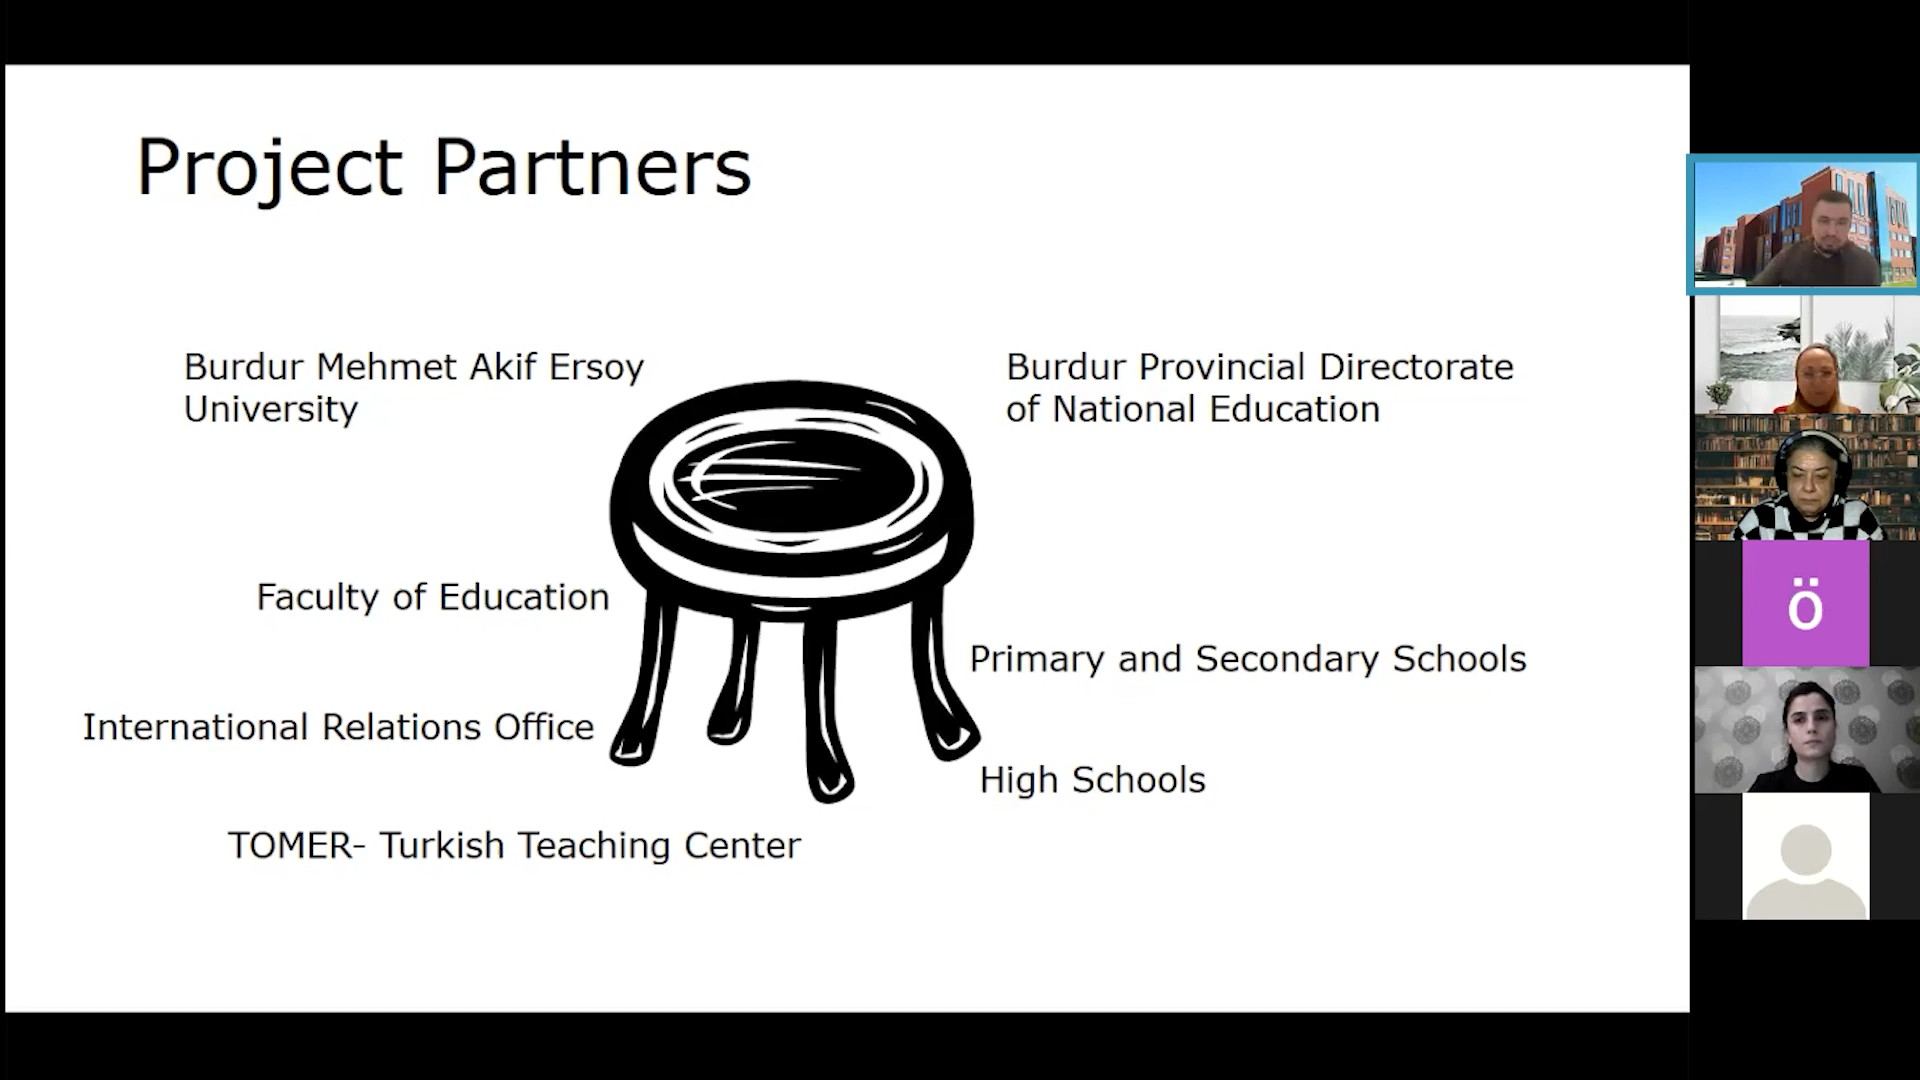 Project Partners
Burdur Mehmet Akif Ersoy
University
Burdur Provincial Directorate
of National Education
Faculty of Education
Primary and Secondary Schools
International Relations Office
High Schools
TOMER- Turkish Teaching Center
ö